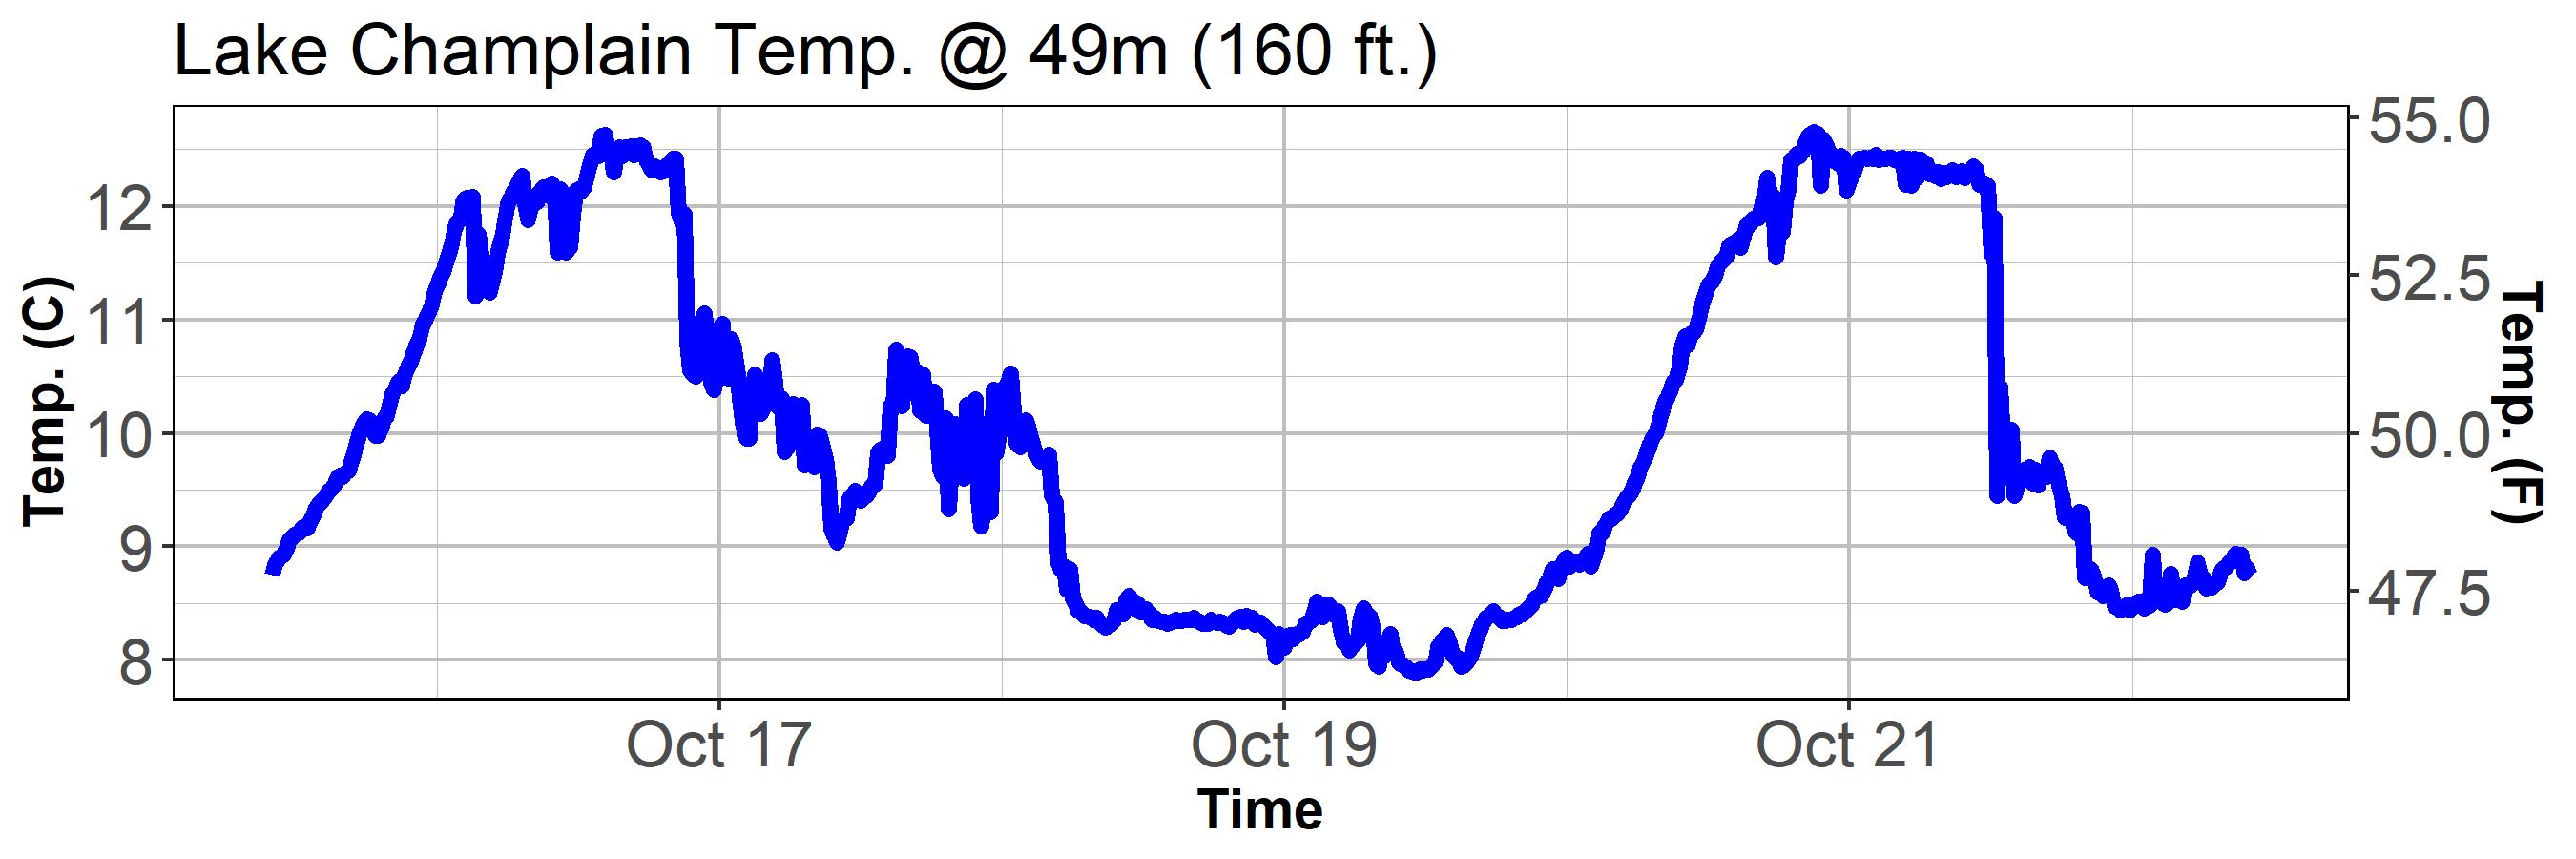 Lake Champlain Temp. @ 49m (160 ft.)
Temp. (C)
12
11
10
9
8
55.0
52.5
50.0
47.5
Temp. (F)
Oct 17
Oct 19
Oct 21
Time